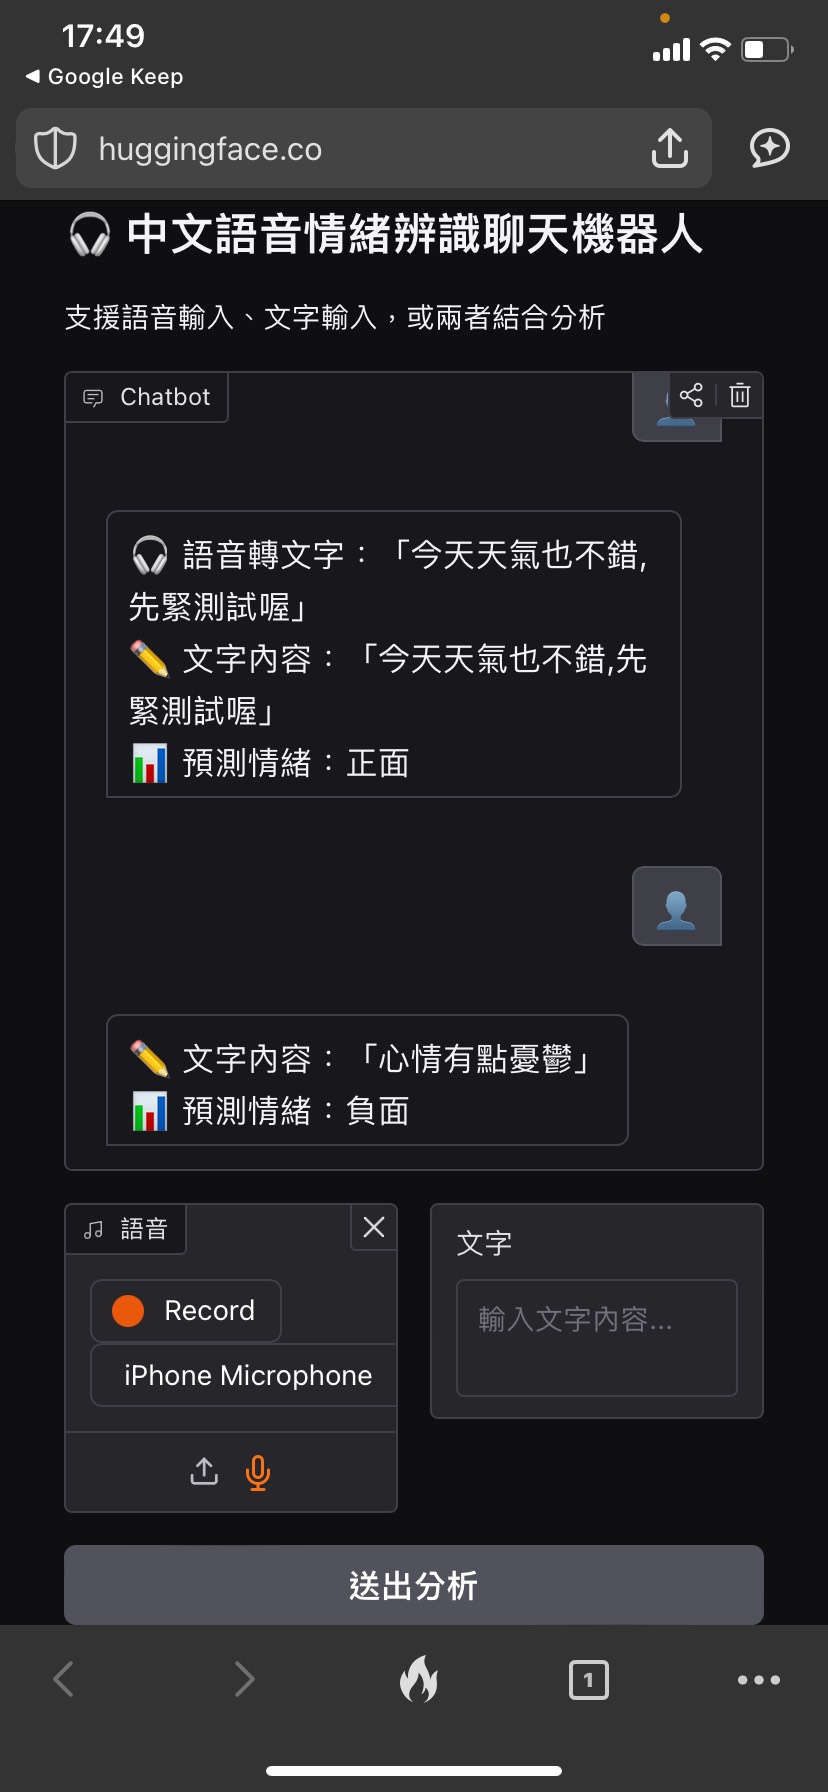 17:49
Google Keep
huggingface.co
中文語音情緒辨識聊天機器人
支援語音輸入、文字輸入，或兩者結合分析
Chatbot
語音轉文字：「今天天氣也不錯,
先緊測試喔」
文字內容：「今天天氣也不錯,先
緊測試喔」
預測情緒：正面
文字內容：「心情有點憂鬱」
預測情緒：負面
語音
Record
iPhone Microphone
文字
輸入文字內容...
送出分析
1